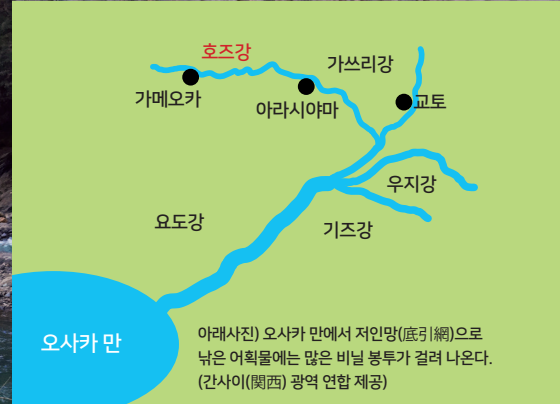 호즈강
가쓰리강
가메오카
아라시야마
교토
우지강
요도강
기즈강
오사카 만
아래사진) 오사카 만에서 저인망(底引網)으로
낚은 어획물에는 많은 비닐 봉투가 걸려 나온다.
(간사이(関西) 광역 연합 제공)